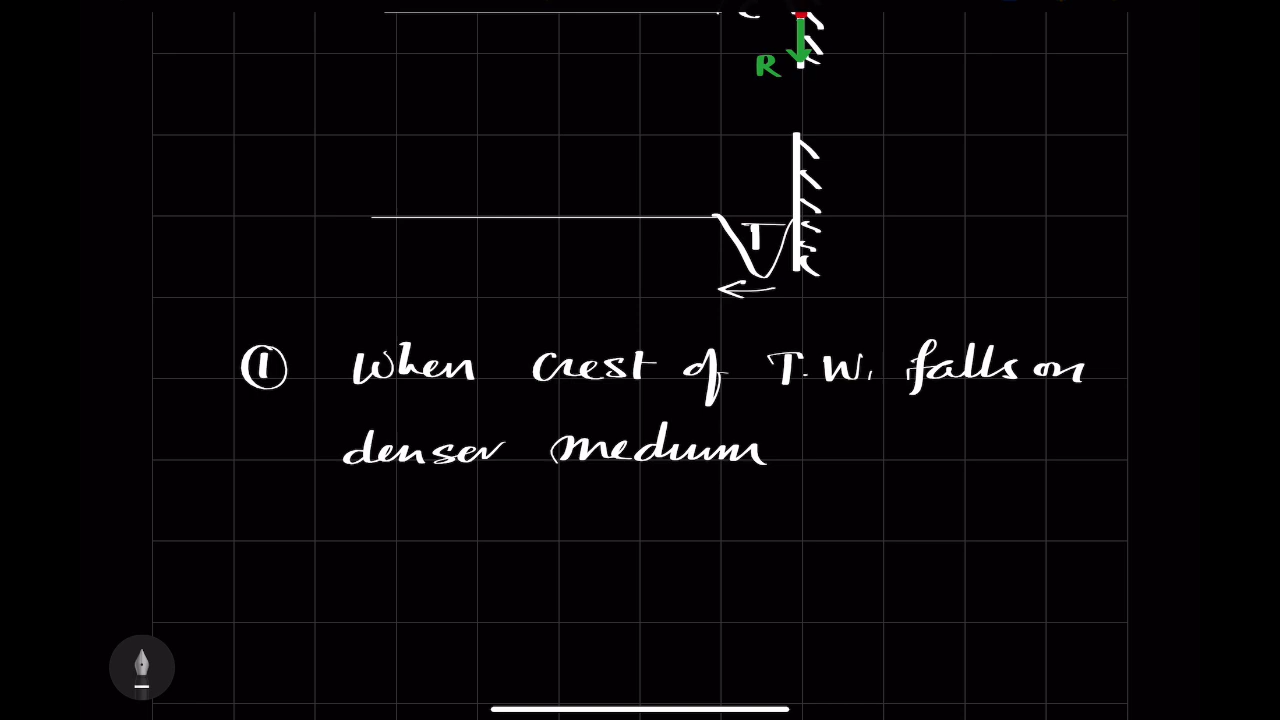 R
T
① When crest of T.W. falls on
denser medium